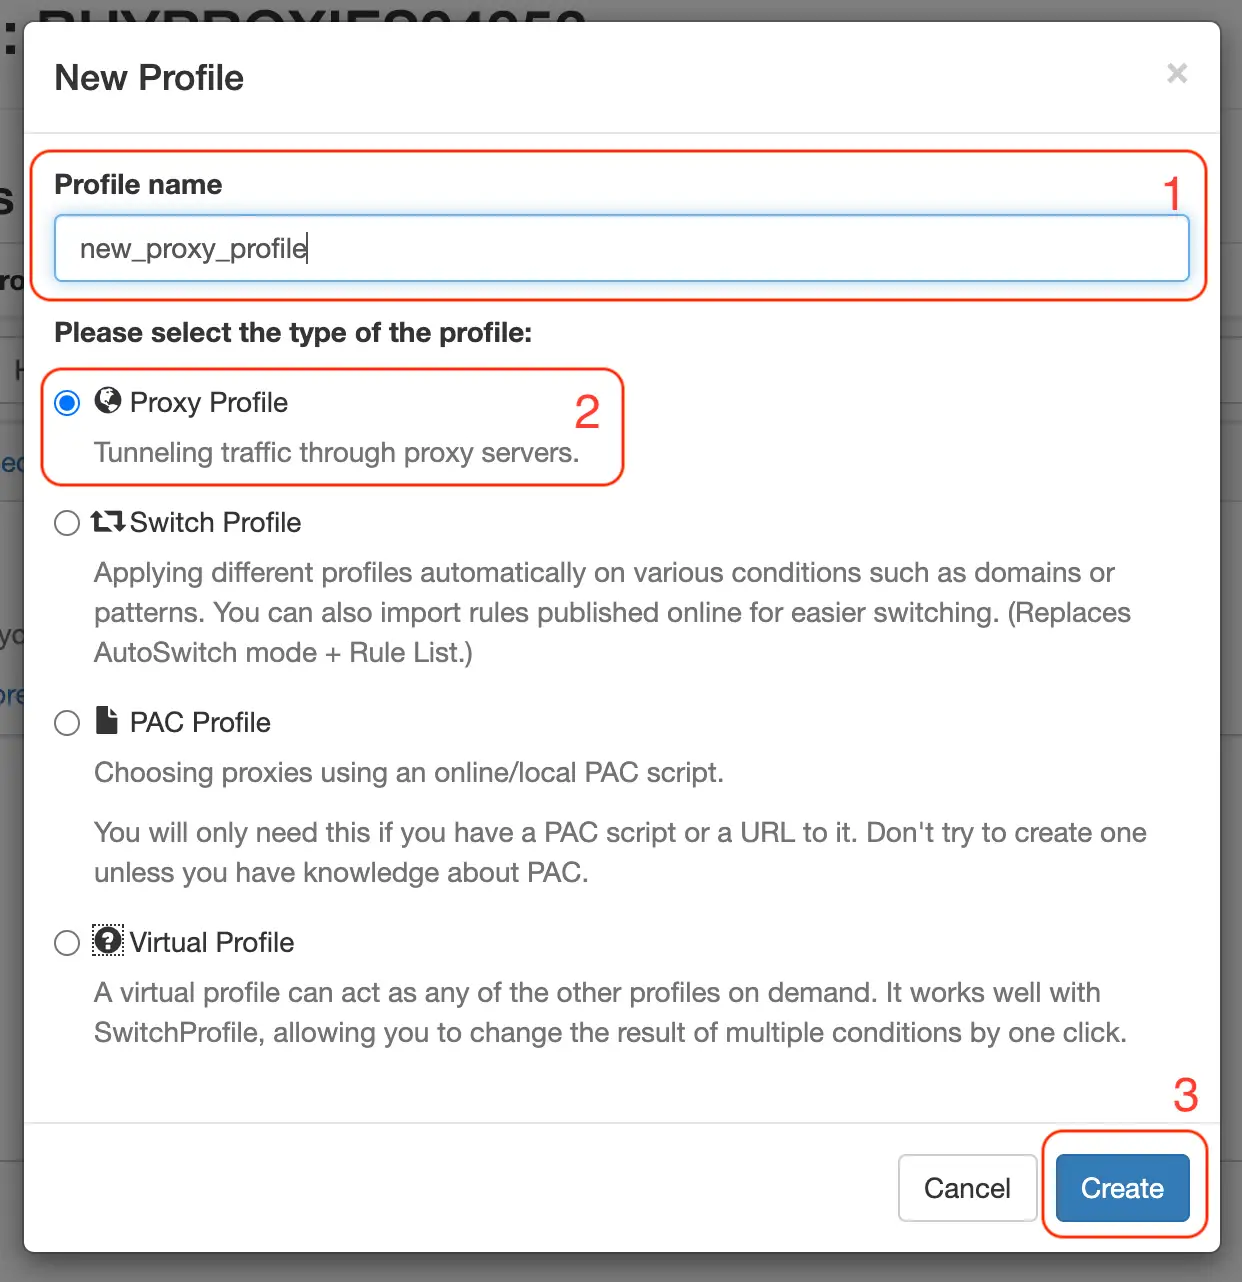 New Profile
×
Profile name
1
new_proxy_profile
Please select the type of the profile:
Proxy Profile
2
Tunneling traffic through proxy servers.
Switch Profile
Applying different profiles automatically on various conditions such as domains or
patterns. You can also import rules published online for easier switching. (Replaces
AutoSwitch mode + Rule List.)
PAC Profile
Choosing proxies using an online/local PAC script.
You will only need this if you have a PAC script or a URL to it. Don't try to create one
unless you have knowledge about PAC.
Virtual Profile
A virtual profile can act as any of the other profiles on demand. It works well with
SwitchProfile, allowing you to change the result of multiple conditions by one click.
3
Cancel
Create